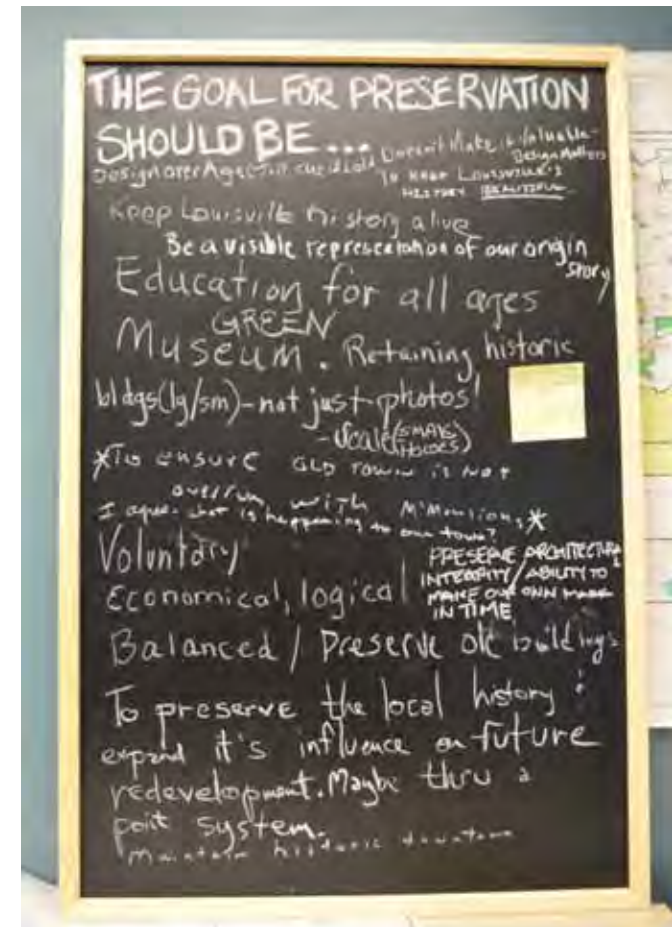 THE GOAL FOR PRESERVATION
SHOULD BE...
Doesn't Make it Valuable -
Design Matters
Design over Age
Old
To Keep Louisville's
HISTORY BEAUTIFUL
Keep Louisville history alive
Be a visible representation of our origin
story
Education for all ages
GREEN
Museum. Retaining historic
bldgs(lg/sm)-not just photos!
- Scale (SMALL HOUSES)
*To ensure OLD TOWN is NOT
overrun with M'Mansions*
I agree - what is happening to our town?
Voluntary
Economical, logical
PRESERVE ARCHITECTURAL
INTEGRITY / ABILITY TO
MAKE OUR OWN MARK
IN TIME
Balanced / Preserve old buildings
To preserve the local history &
expand it's influence on future
redevelopment. Maybe thru a
point system.
Maintain historic downtown